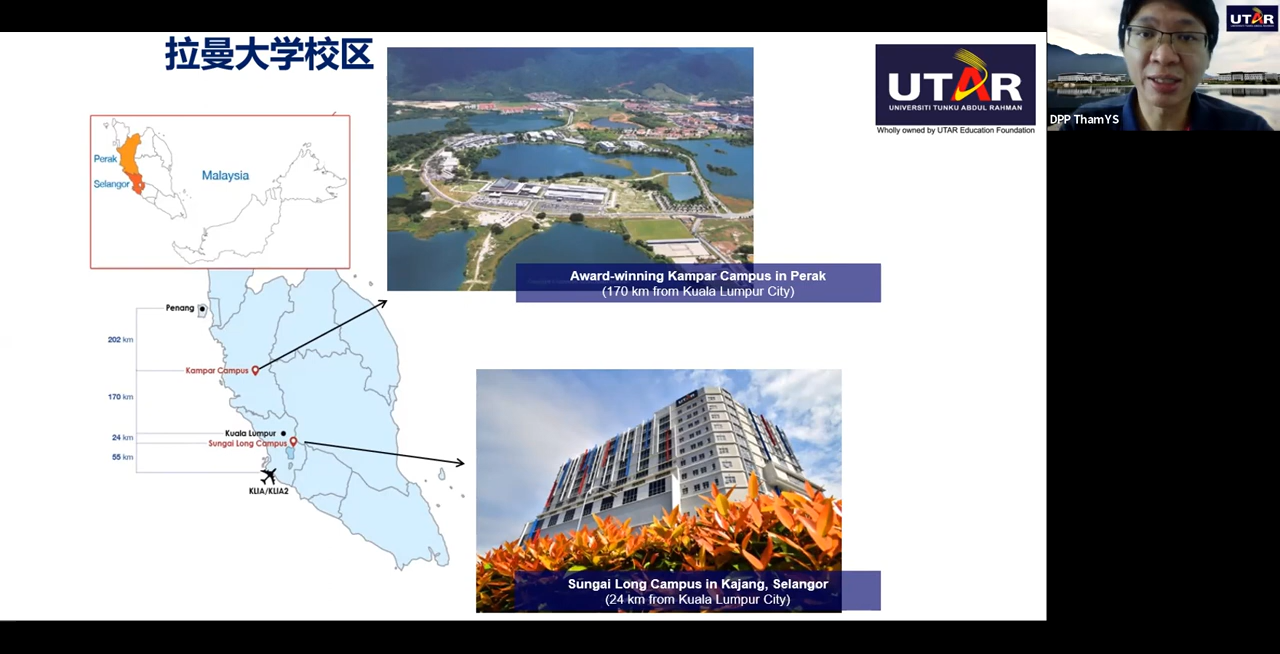 拉曼大学校区
UTAR
UNIVERSITI TUNKU ABDUL RAHMAN
Wholly owned by UTAR Education Foundation
UTAR
DPP ThamYS
Perak
Selangor
Malaysia
Award-winning Kampar Campus in Perak
(170 km from Kuala Lumpur City)
Penang
202 km
Kampar Campus
170 km
Kuala Lumpur
24 km
Sungai Long Campus
55 km
KLIA/KLIA2
UTAR
Sungai Long Campus in Kajang, Selangor
(24 km from Kuala Lumpur City)